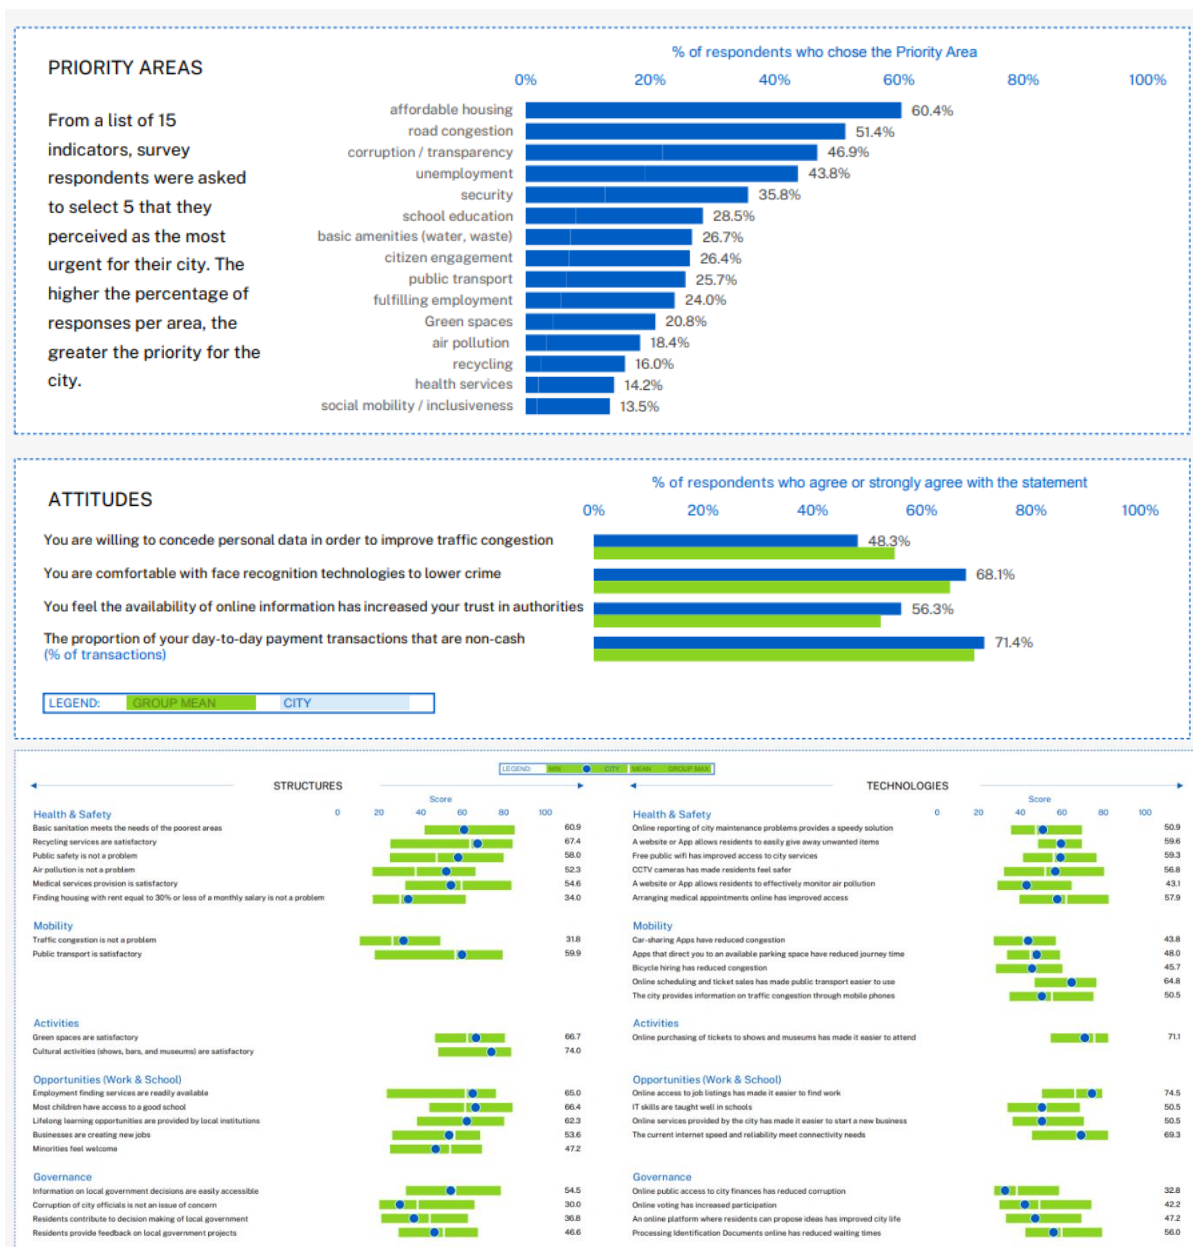 % of respondents who chose the Priority Area
PRIORITY AREAS
0% 20% 40% 60% 80% 100%
From a list of 15
indicators, survey
respondents were asked
to select 5 that they
perceived as the most
urgent for their city. The
higher the percentage of
responses per area, the
greater the priority for the
city.
affordable housing 60.4%
road congestion 51.4%
corruption / transparency 46.9%
unemployment 43.8%
security 35.8%
school education 28.5%
basic amenities (water, waste) 26.7%
citizen engagement 26.4%
public transport 25.7%
fulfilling employment 24.0%
Green spaces 20.8%
air pollution 18.4%
recycling 16.0%
health services 14.2%
social mobility / inclusiveness 13.5%
% of respondents who agree or strongly agree with the statement
ATTITUDES
0% 20% 40% 60% 80% 100%
You are willing to concede personal data in order to improve traffic congestion 48.3%
You are comfortable with face recognition technologies to lower crime 68.1%
You feel the availability of online information has increased your trust in authorities 56.3%
The proportion of your day-to-day payment transactions that are non-cash 71.4%
(% of transactions)
LEGEND: GROUP MEAN CITY
LEGEND: MIN CITY MEAN GROUP MAX
STRUCTURES
Score
0 20 40 60 80 100
Health & Safety
Basic sanitation meets the needs of the poorest areas 60.9
Recycling services are satisfactory 67.4
Public safety is not a problem 58.0
Air pollution is not a problem 52.3
Medical services provision is satisfactory 54.6
Finding housing with rent equal to 30% or less of a monthly salary is not a problem 34.0
Mobility
Traffic congestion is not a problem 31.8
Public transport is satisfactory 59.9
Activities
Green spaces are satisfactory 66.7
Cultural activities (shows, bars, and museums) are satisfactory 74.0
Opportunities (Work & School)
Employment finding services are readily available 65.0
Most children have access to a good school 66.4
Lifelong learning opportunities are provided by local institutions 62.3
Businesses are creating new jobs 53.6
Minorities feel welcome 47.2
Governance
Information on local government decisions are easily accessible 54.5
Corruption of city officials is not an issue of concern 30.0
Residents contribute to decision making of local government 36.8
Residents provide feedback on local government projects 46.6
TECHNOLOGIES
Score
0 20 40 60 80 100
Health & Safety
Online reporting of city maintenance problems provides a speedy solution 50.9
A website or App allows residents to easily give away unwanted items 59.6
Free public wifi has improved access to city services 59.3
CCTV cameras has made residents feel safer 56.8
A website or App allows residents to effectively monitor air pollution 43.1
Arranging medical appointments online has improved access 57.9
Mobility
Car-sharing Apps have reduced congestion 43.8
Apps that direct you to an available parking space have reduced journey time 48.0
Bicycle hiring has reduced congestion 45.7
Online scheduling and ticket sales has made public transport easier to use 64.8
The city provides information on traffic congestion through mobile phones 50.5
Activities
Online purchasing of tickets to shows and museums has made it easier to attend 71.1
Opportunities (Work & School)
Online access to job listings has made it easier to find work 74.5
IT skills are taught well in schools 50.5
Online services provided by the city has made it easier to start a new business 50.5
The current internet speed and reliability meet connectivity needs 69.3
Governance
Online public access to city finances has reduced corruption 32.8
Online voting has increased participation 42.2
An online platform where residents can propose ideas has improved city life 47.2
Processing Identification Documents online has reduced waiting times 56.0